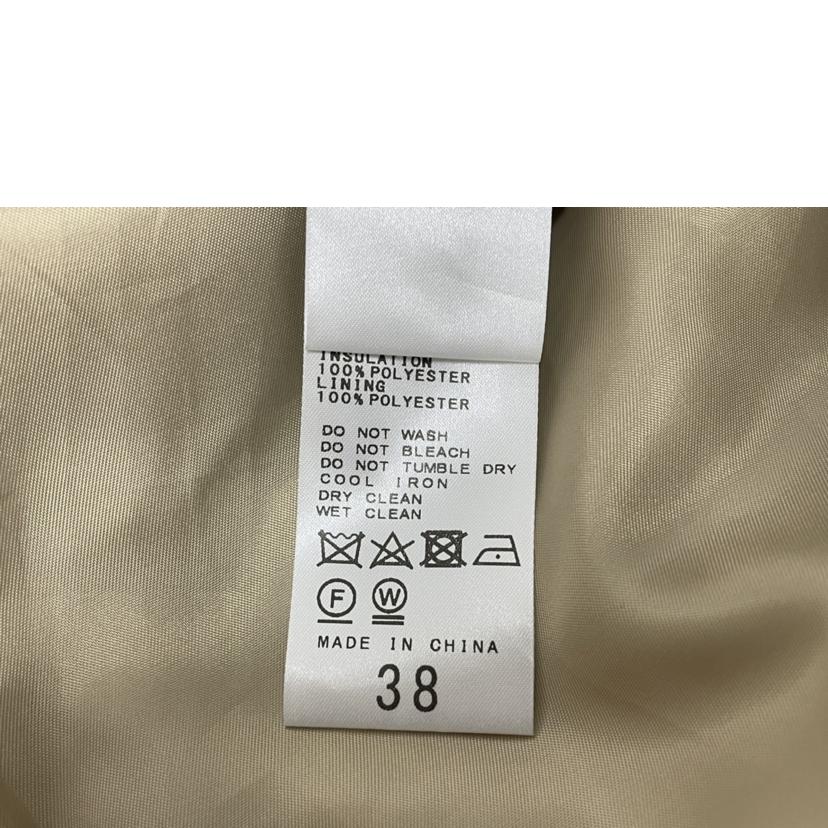 INSULATION
100% POLYESTER
LINING
100% POLYESTER
DO NOT WASH
DO NOT BLEACH
DO NOT TUMBLE DRY
COOL IRON
DRY CLEAN
WET CLEAN
F W
MADE IN CHINA
38